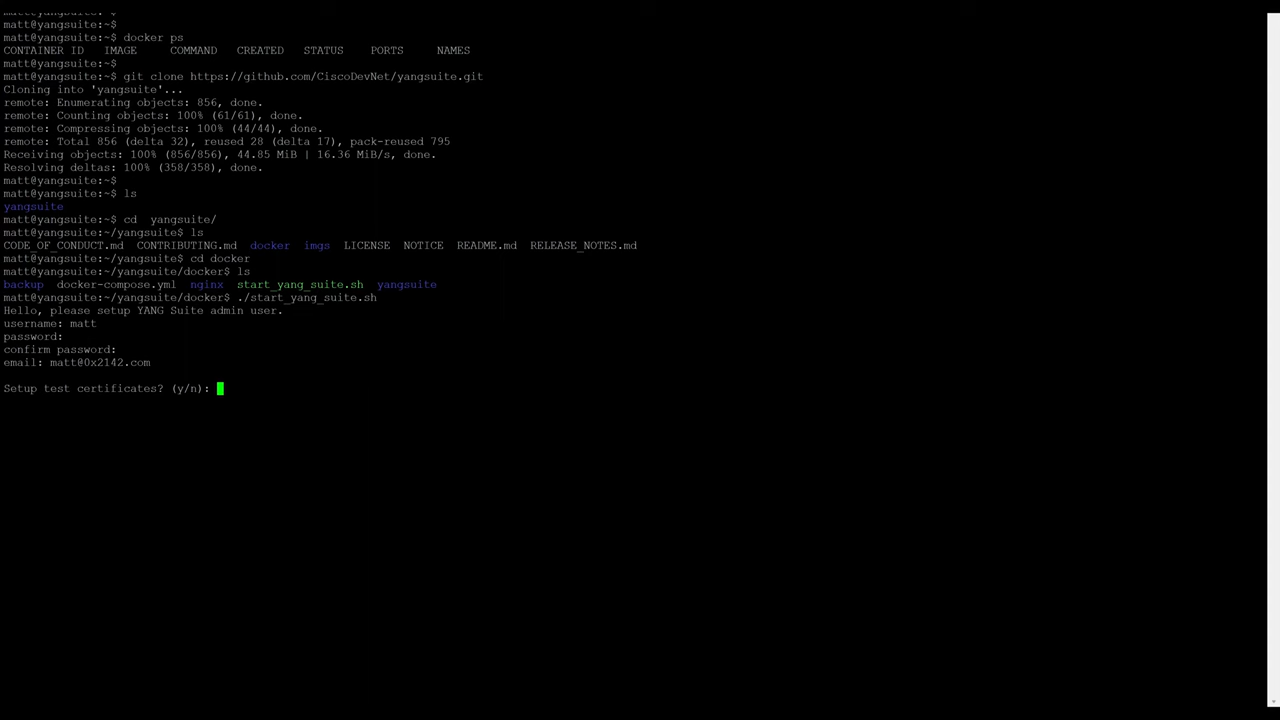 matt@yangsuite:~$
matt@yangsuite:~$
matt@yangsuite:~$ docker ps
CONTAINER ID   IMAGE     COMMAND   CREATED   STATUS    PORTS     NAMES
matt@yangsuite:~$
matt@yangsuite:~$ git clone https://github.com/CiscoDevNet/yangsuite.git
Cloning into 'yangsuite'...
remote: Enumerating objects: 856, done.
remote: Counting objects: 100% (61/61), done.
remote: Compressing objects: 100% (44/44), done.
remote: Total 856 (delta 32), reused 28 (delta 17), pack-reused 795
Receiving objects: 100% (856/856), 44.85 MiB | 16.36 MiB/s, done.
Resolving deltas: 100% (358/358), done.
matt@yangsuite:~$
matt@yangsuite:~$ ls
yangsuite
matt@yangsuite:~$ cd  yangsuite/
matt@yangsuite:~/yangsuite$ ls
CODE_OF_CONDUCT.md  CONTRIBUTING.md  docker  imgs  LICENSE  NOTICE  README.md  RELEASE_NOTES.md
matt@yangsuite:~/yangsuite$ cd docker
matt@yangsuite:~/yangsuite/docker$ ls
backup  docker-compose.yml  nginx  start_yang_suite.sh  yangsuite
matt@yangsuite:~/yangsuite/docker$ ./start_yang_suite.sh
Hello, please setup YANG Suite admin user.
username: matt
password:
confirm password:
email: matt@0x2142.com
Setup test certificates? (y/n):